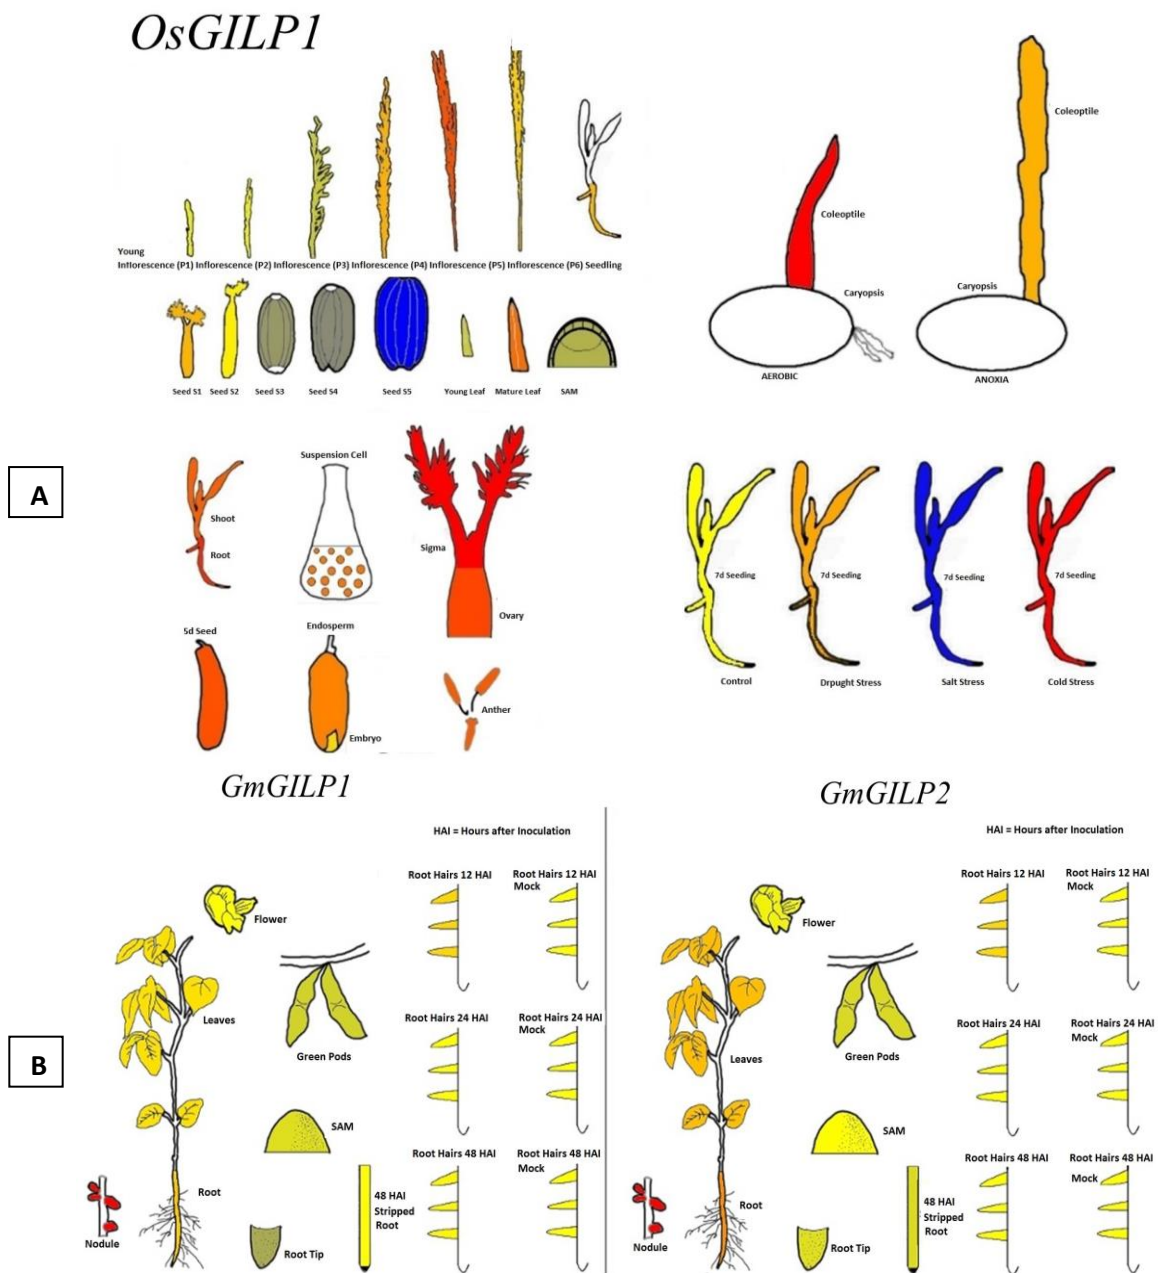 OsGILP1
Young
Inflorescence (P1) Inflorescence (P2) Inflorescence (P3) Inflorescence (P4) Inflorescence (P5) Inflorescence (P6) Seedling
Seed S1 Seed S2 Seed S3 Seed S4 Seed S5 Young Leaf Mature Leaf SAM
Coleoptile
Caryopsis
AEROBIC
Coleoptile
Caryopsis
ANOXIA
A
Shoot
Root
Suspension Cell
Sigma
Ovary
5d Seed
Endosperm
Embryo
Anther
7d Seeding 7d Seeding 7d Seeding 7d Seeding
Control Drpught Stress Salt Stress Cold Stress
B
GmGILP1
HAI = Hours after Inoculation
Flower
Leaves
Root
Nodule
Green Pods
SAM
Root Tip
48 HAI
Stripped
Root
Root Hairs 12 HAI
Root Hairs 12 HAI
Mock
Root Hairs 24 HAI
Root Hairs 24 HAI
Mock
Root Hairs 48 HAI
Root Hairs 48 HAI
Mock
GmGILP2
HAI = Hours after Inoculation
Flower
Leaves
Root
Nodule
Green Pods
SAM
Root Tip
48 HAI
Stripped
Root
Root Hairs 12 HAI
Root Hairs 12 HAI
Mock
Root Hairs 24 HAI
Root Hairs 24 HAI
Mock
Root Hairs 48 HAI
Root Hairs 48 HAI
Mock